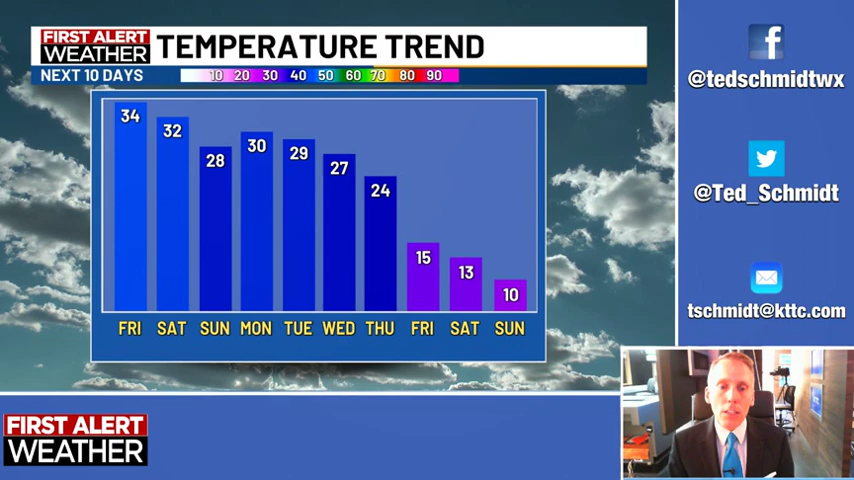 FIRST ALERT
WEATHER
TEMPERATURE TREND
NEXT 10 DAYS
10 20 30 40 50 60 70 80 90
34 32 28 30 29 27 24 15 13 10
FRI SAT SUN MON TUE WED THU FRI SAT SUN
@tedschmidtwx
@Ted_Schmidt
tschmidt@kttc.com
FIRST ALERT
WEATHER